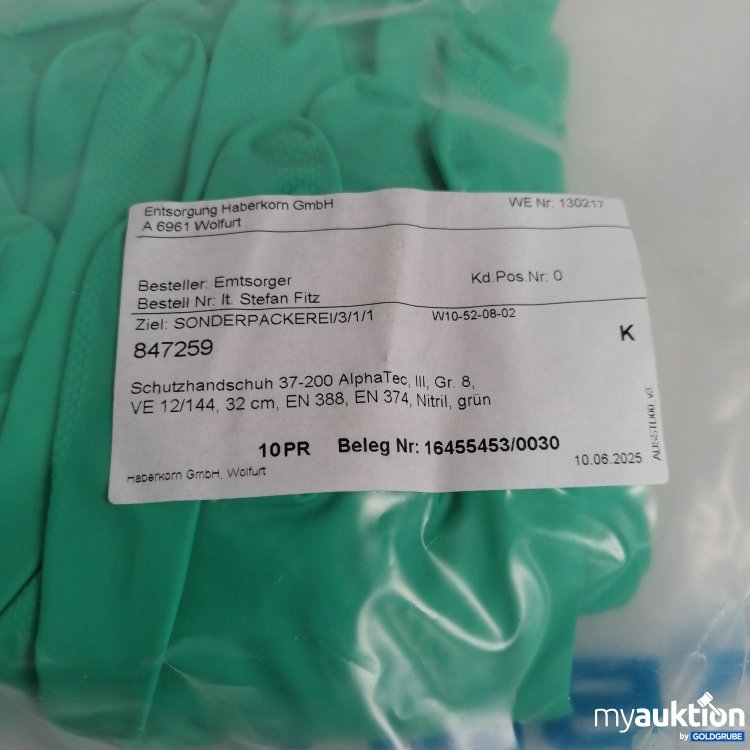 Entsorgung Haberkorn GmbH
A 6961 Wolfurt
WE Nr: 130217
Besteller: Emtsorger
Kd.Pos.Nr: 0
Bestell Nr: lt. Stefan Fitz
Ziel: SONDERPACKEREI/3/1/1
W10-52-08-02
847259
K
Schutzhandschuh 37-200 AlphaTec, III, Gr. 8,
VE 12/144, 32 cm, EN 388, EN 374, Nitril, grün
10PR
Beleg Nr: 16455453/0030
10.06.2025
Haberkorn GmbH, Wolfurt
AUSSTD00_v3
myauktion
by GOLDGRUBE